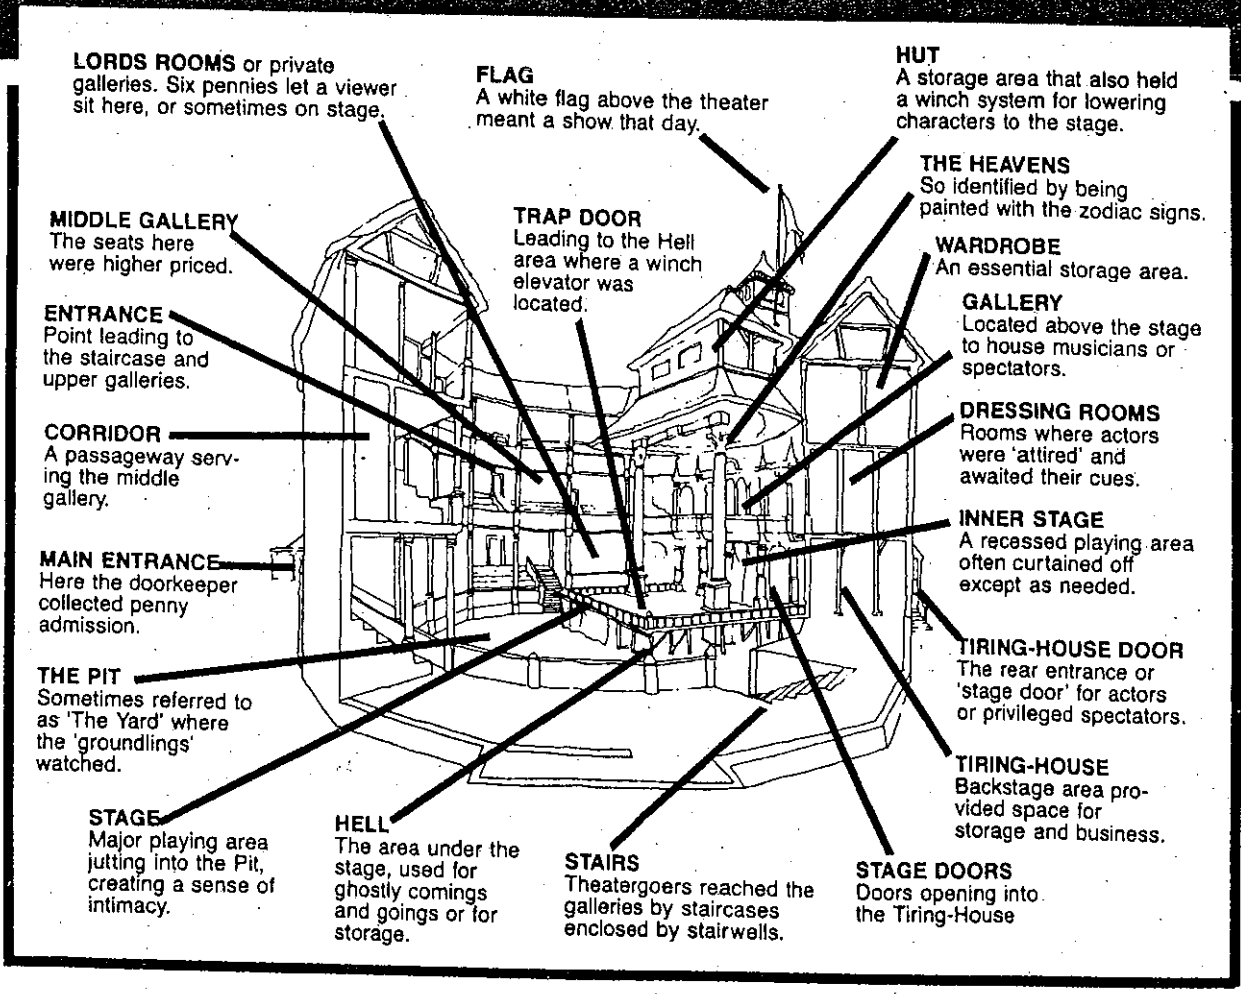 LORDS ROOMS or private
galleries. Six pennies let a viewer
sit here, or sometimes on stage.
FLAG
A white flag above the theater
meant a show that day.
HUT
A storage area that also held
a winch system for lowering
characters to the stage.
THE HEAVENS
So identified by being
painted with the zodiac signs.
MIDDLE GALLERY
The seats here
were higher priced.
TRAP DOOR
Leading to the Hell
area where a winch
elevator was
located.
WARDROBE
An essential storage area.
GALLERY
Located above the stage
to house musicians or
spectators.
ENTRANCE
Point leading to
the staircase and
upper galleries.
DRESSING ROOMS
Rooms where actors
were 'attired' and
awaited their cues.
CORRIDOR
A passageway serv-
ing the middle
gallery.
INNER STAGE
A recessed playing area
often curtained off
except as needed.
MAIN ENTRANCE
Here the doorkeeper
collected penny
admission.
TIRING-HOUSE DOOR
The rear entrance or
'stage door' for actors
or privileged spectators.
THE PIT
Sometimes referred to
as 'The Yard' where
the 'groundlings'
watched.
TIRING-HOUSE
Backstage area pro-
vided space for
storage and business.
STAGE
Major playing area
jutting into the Pit,
creating a sense of
intimacy.
HELL
The area under the
stage, used for
ghostly comings
and goings or for
storage.
STAIRS
Theatergoers reached the
galleries by staircases
enclosed by stairwells.
STAGE DOORS
Doors opening into
the Tiring-House